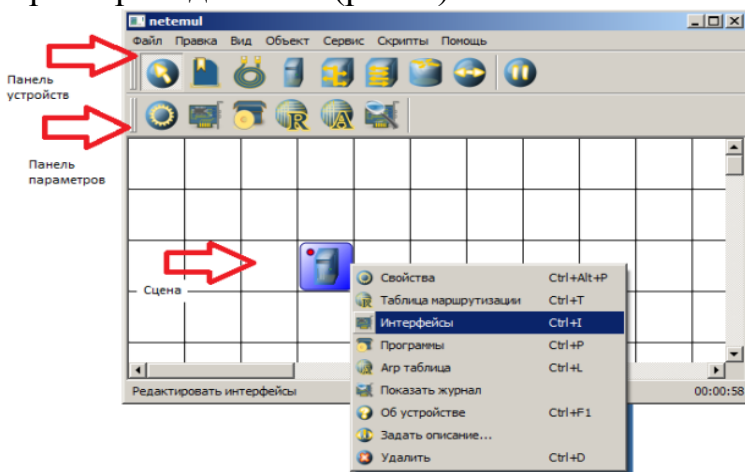 netemul
Файл Правка Вид Объект Сервис Скрипты Помощь
Панель
устройств
Панель
параметров
Сцена
Свойства Ctrl+Alt+P
Таблица маршрутизации Ctrl+T
Интерфейсы Ctrl+I
Программы Ctrl+P
Arp таблица Ctrl+L
Показать журнал
Об устройстве Ctrl+F1
Задать описание...
Удалить Ctrl+D
Редактировать интерфейсы 00:00:58